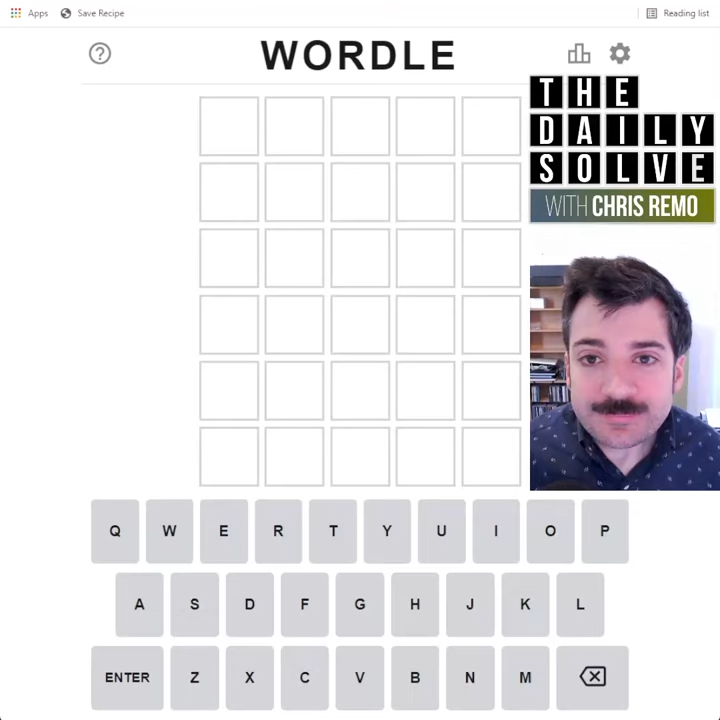 Apps Save Recipe Reading list
WORDLE
THE
DAILY
SOLVE
WITH CHRIS REMO
Q W E R T Y U I O P
A S D F G H J K L
ENTER Z X C V B N M